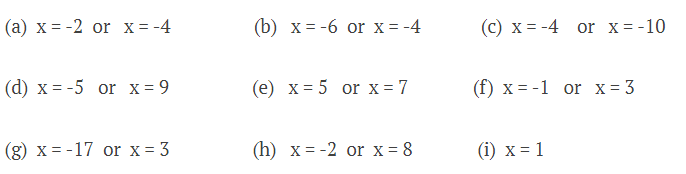 (a) x = -2 or x = -4 (b) x = -6 or x = -4 (c) x = -4 or x = -10
(d) x = -5 or x = 9 (e) x = 5 or x = 7 (f) x = -1 or x = 3
(g) x = -17 or x = 3 (h) x = -2 or x = 8 (i) x = 1